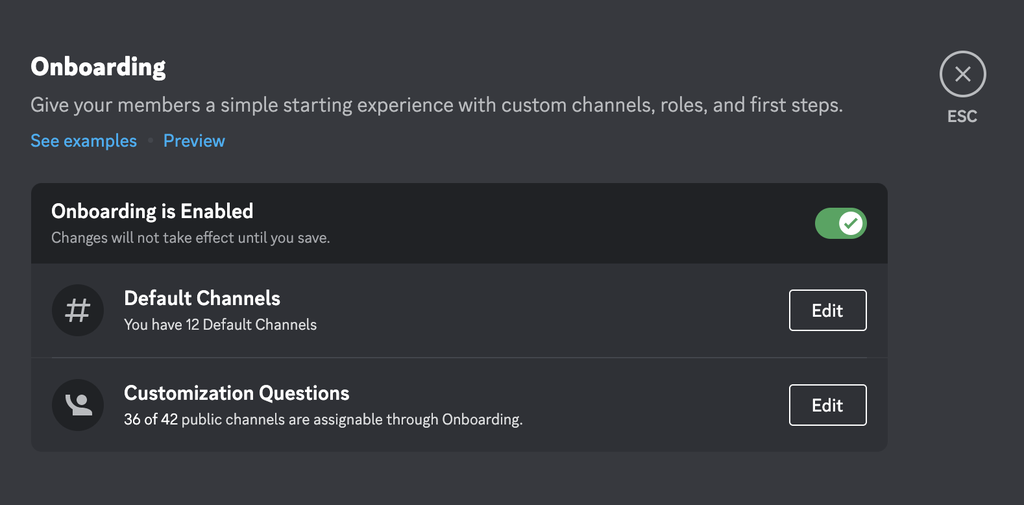 Onboarding
Give your members a simple starting experience with custom channels, roles, and first steps.
See examples • Preview
ESC
Onboarding is Enabled
Changes will not take effect until you save.
Default Channels
You have 12 Default Channels
Edit
Customization Questions
36 of 42 public channels are assignable through Onboarding.
Edit